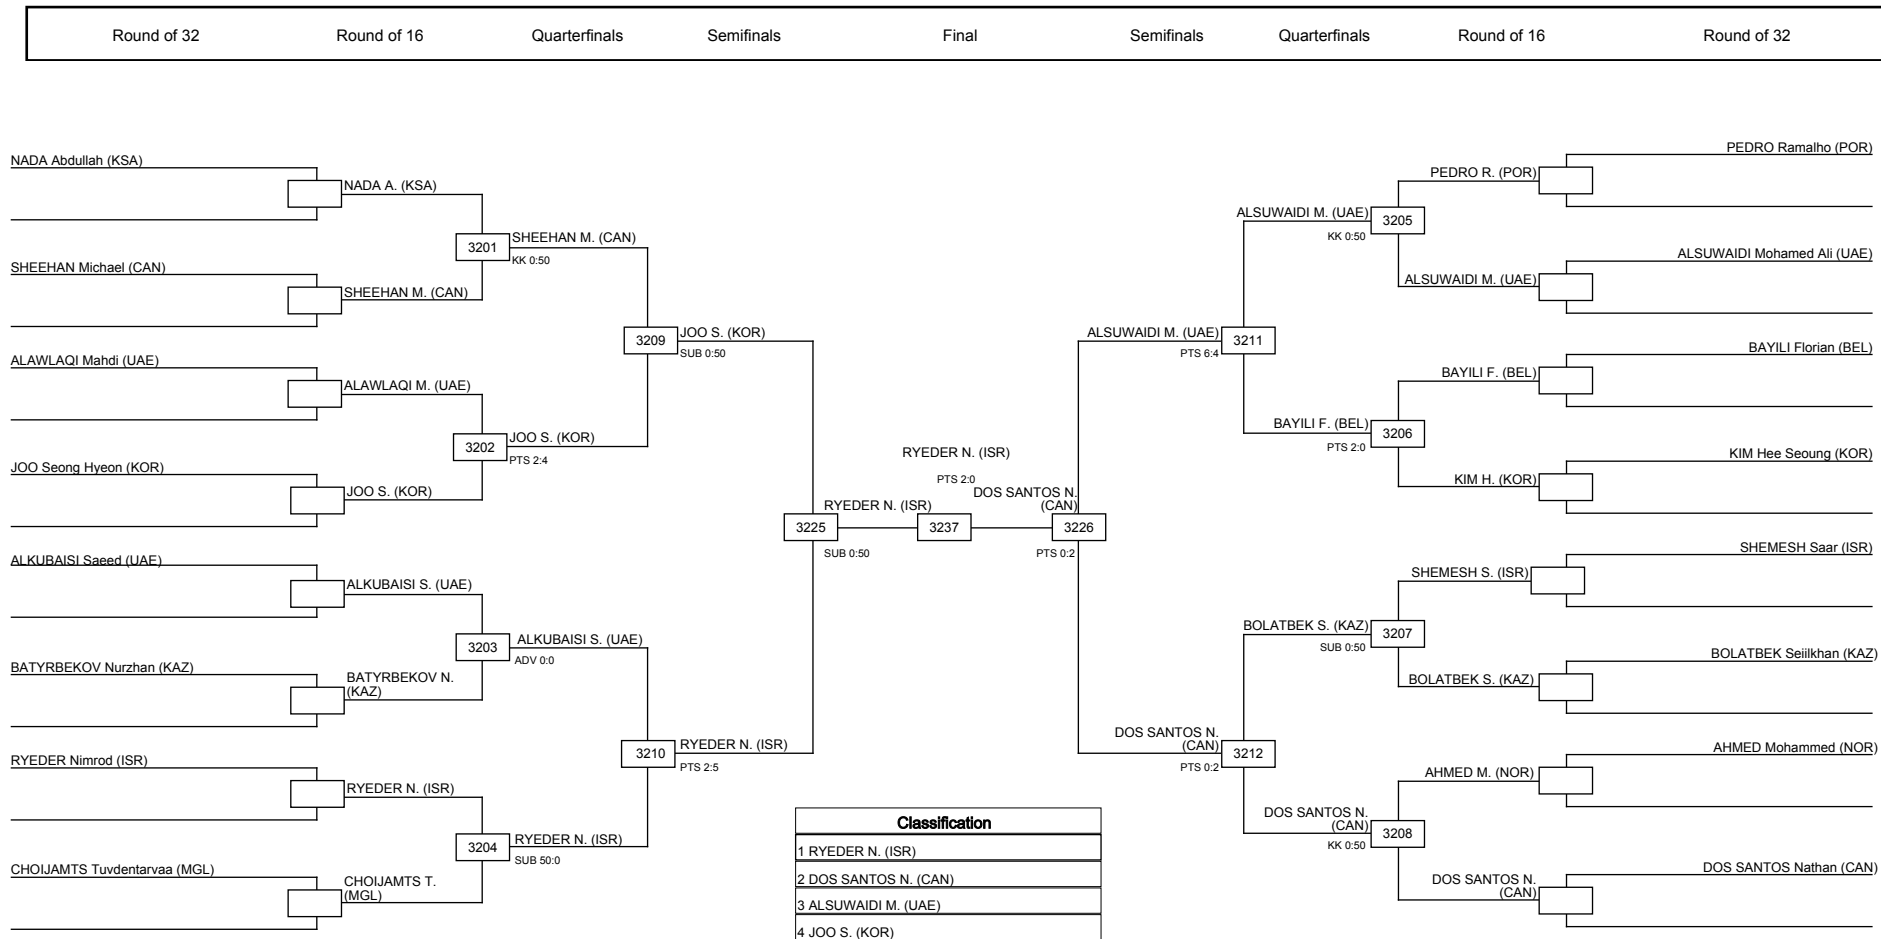 Round of 32
Round of 16
Quarterfinals
Semifinals
Final
Semifinals
Quarterfinals
Round of 16
Round of 32
NADA Abdullah (KSA)
SHEEHAN Michael (CAN)
ALAWLAQI Mahdi (UAE)
JOO Seong Hyeon (KOR)
ALKUBAISI Saeed (UAE)
BATYRBEKOV Nurzhan (KAZ)
RYEDER Nimrod (ISR)
CHOIJAMTS Tuvdentarvaa (MGL)
NADA A. (KSA)
SHEEHAN M. (CAN)
ALAWLAQI M. (UAE)
JOO S. (KOR)
ALKUBAISI S. (UAE)
BATYRBEKOV N.
(KAZ)
RYEDER N. (ISR)
CHOIJAMTS T.
(MGL)
3201
SHEEHAN M. (CAN)
KK 0:50
3202
JOO S. (KOR)
PTS 2:4
3203
ALKUBAISI S. (UAE)
ADV 0:0
3204
RYEDER N. (ISR)
SUB 50:0
3209
JOO S. (KOR)
SUB 0:50
3210
RYEDER N. (ISR)
PTS 2:5
3225
RYEDER N. (ISR)
SUB 0:50
RYEDER N. (ISR)
PTS 2:0
3237
DOS SANTOS N.
(CAN)
3226
PTS 0:2
ALSUWAIDI M. (UAE)
3211
PTS 6:4
DOS SANTOS N.
(CAN)
3212
PTS 0:2
ALSUWAIDI M. (UAE)
3205
KK 0:50
BAYILI F. (BEL)
3206
PTS 2:0
BOLATBEK S. (KAZ)
3207
SUB 0:50
DOS SANTOS N.
(CAN)
3208
KK 0:50
PEDRO R. (POR)
ALSUWAIDI M. (UAE)
BAYILI F. (BEL)
KIM H. (KOR)
SHEMESH S. (ISR)
BOLATBEK S. (KAZ)
AHMED M. (NOR)
DOS SANTOS N.
(CAN)
PEDRO Ramalho (POR)
ALSUWAIDI Mohamed Ali (UAE)
BAYILI Florian (BEL)
KIM Hee Seoung (KOR)
SHEMESH Saar (ISR)
BOLATBEK Seiilkhan (KAZ)
AHMED Mohammed (NOR)
DOS SANTOS Nathan (CAN)
Classification
1 RYEDER N. (ISR)
2 DOS SANTOS N. (CAN)
3 ALSUWAIDI M. (UAE)
4 JOO S. (KOR)